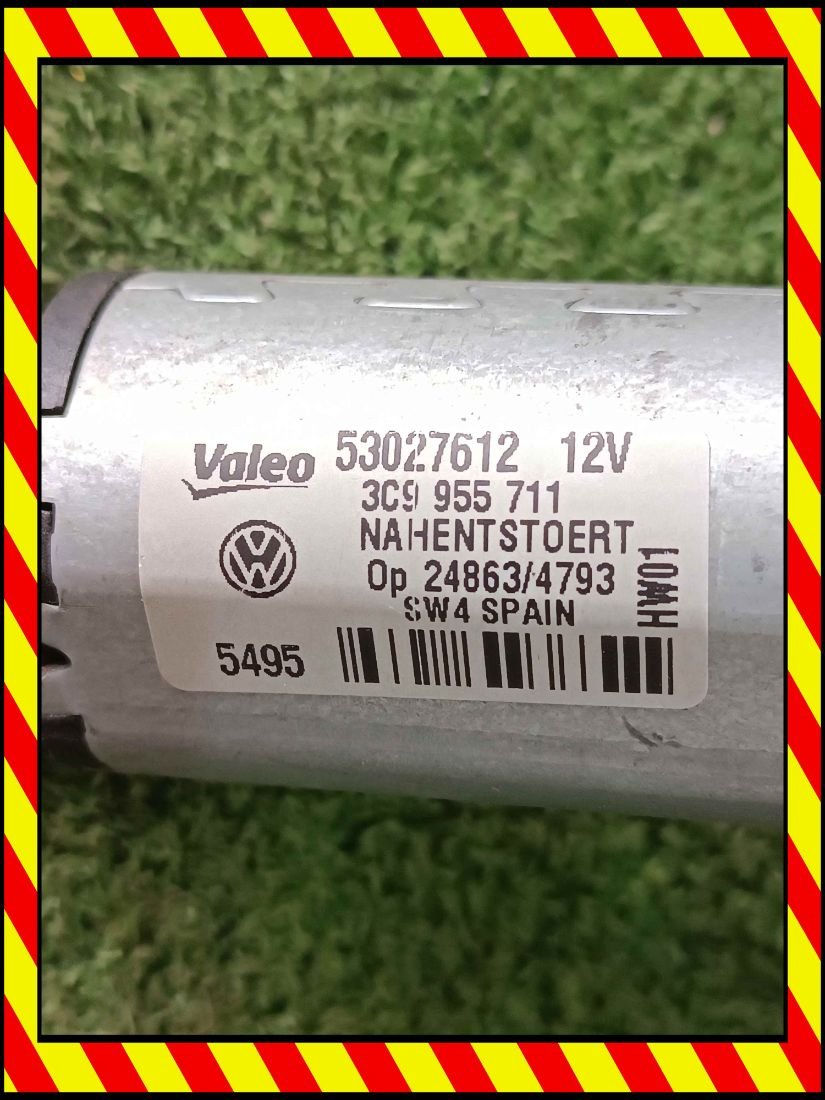 Valeo 53027612 12V
3C9 955 711
NAHENTSTOERT
Op 24863/4793
SW4 SPAIN
HW01
5495